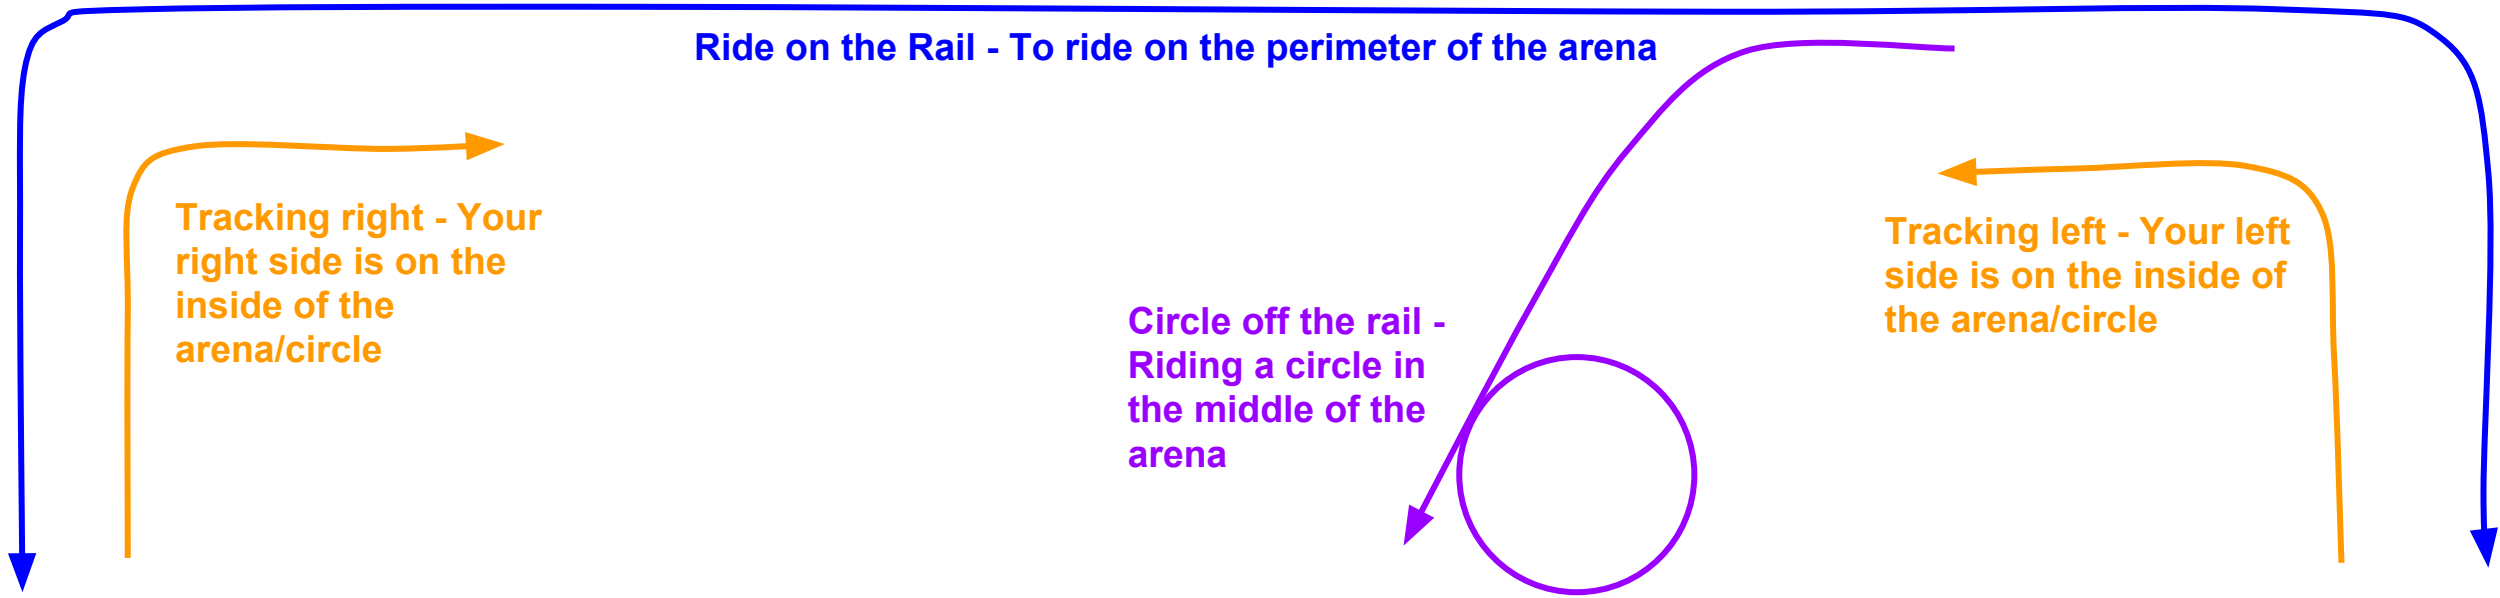 Ride on the Rail - To ride on the perimeter of the arena
Tracking right - Your
right side is on the
inside of the
arena/circle
Circle off the rail -
Riding a circle in
the middle of the
arena
Tracking left - Your left
side is on the inside of
the arena/circle